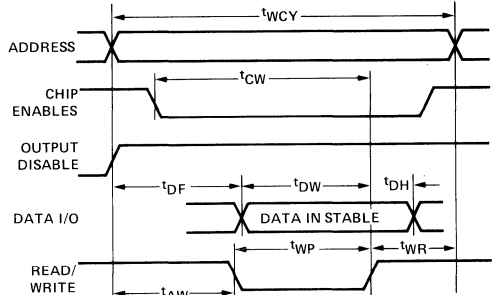 tWCY
ADDRESS
tCW
CHIP
ENABLES
OUTPUT
DISABLE
tDF tDW tDH
DATA I/O DATA IN STABLE
tWP tWR
READ/
WRITE
tAW